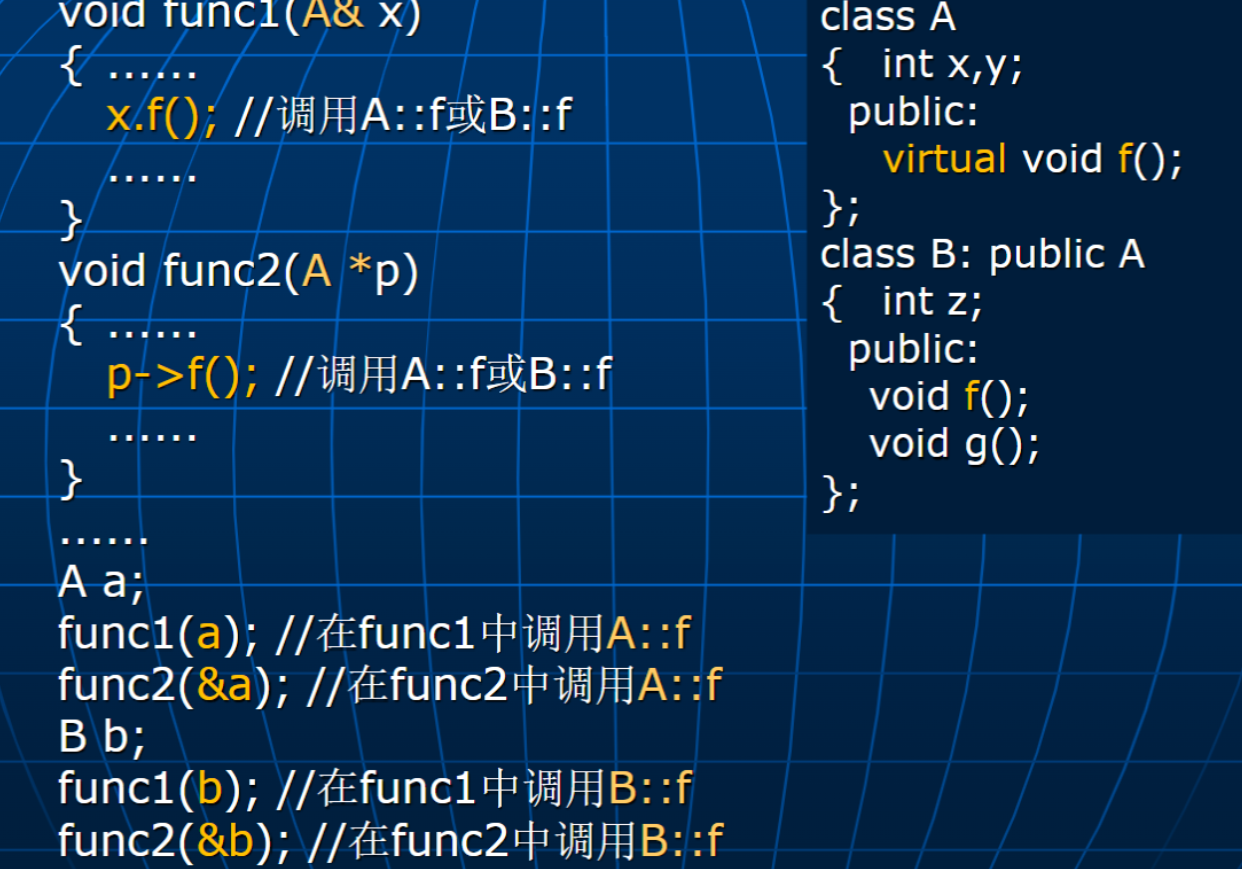 void func1(A& x)
{ ......
x.f(); //调用A::f或B::f
......
}
void func2(A *p)
{ ......
p->f(); //调用A::f或B::f
......
}
......
A a;
func1(a); //在func1中调用A::f
func2(&a); //在func2中调用A::f
B b;
func1(b); //在func1中调用B::f
func2(&b); //在func2中调用B::f
class A
{ int x,y;
public:
virtual void f();
};
class B: public A
{ int z;
public:
void f();
void g();
};